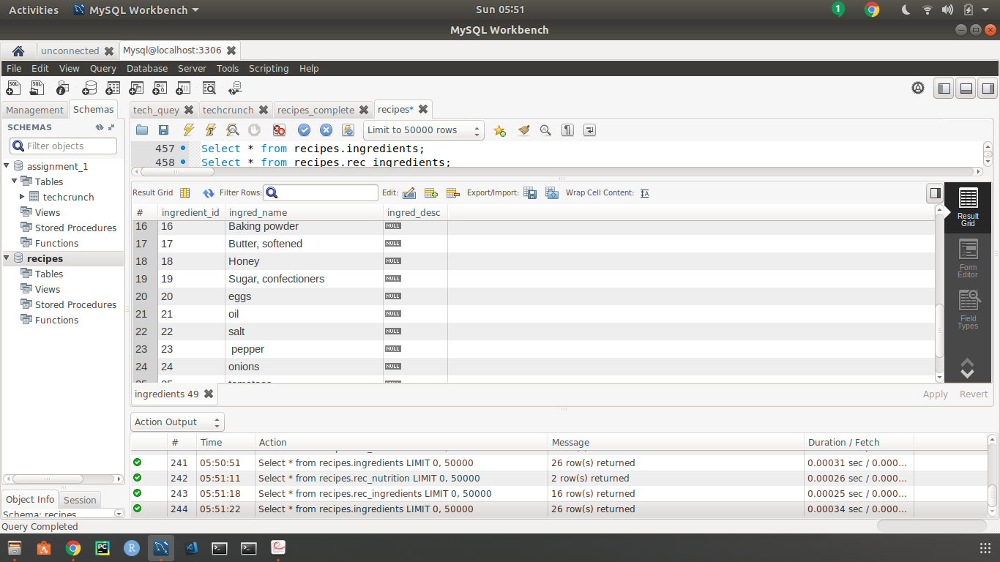 Activities MySQL Workbench Sun 05:51 1
MySQL Workbench
unconnected Mysql@localhost:3306
File Edit View Query Database Server Tools Scripting Help
Management Schemas tech_quey techcrunch recipes_complete recipes*
SCHEMAS
Limit to 50000 rows
Filter objects
457 Select * from recipes.ingredients;
458 Select * from recipes.rec_ingredients;
assignment_1
Tables
techcrunch
Views
Stored Procedures
Functions
recipes
Tables
Views
Stored Procedures
Functions
Result Grid Filter Rows: Edit: Export/Import: Wrap Cell Content:
# ingredient_id ingred_name ingred_desc
16 16 Baking powder NULL
17 17 Butter, softened NULL
18 18 Honey NULL
19 19 Sugar, confectioners NULL
20 20 eggs NULL
21 21 oil NULL
22 22 salt NULL
23 23 pepper NULL
24 24 onions NULL
Result
Grid
Form
Editor
Field
Types
ingredients 49 Apply Revert
Action Output
# Time Action Message Duration / Fetch
241 05:50:51 Select * from recipes.ingredients LIMIT 0, 50000 26 row(s) returned 0.00031 sec / 0.000...
242 05:51:11 Select * from recipes.rec_nutrition LIMIT 0, 50000 2 row(s) returned 0.00026 sec / 0.000...
243 05:51:18 Select * from recipes.rec_ingredients LIMIT 0, 50000 16 row(s) returned 0.00025 sec / 0.000...
244 05:51:22 Select * from recipes.ingredients LIMIT 0, 50000 26 row(s) returned 0.00034 sec / 0.000...
Object Info Session
Schema: recipes
Query Completed